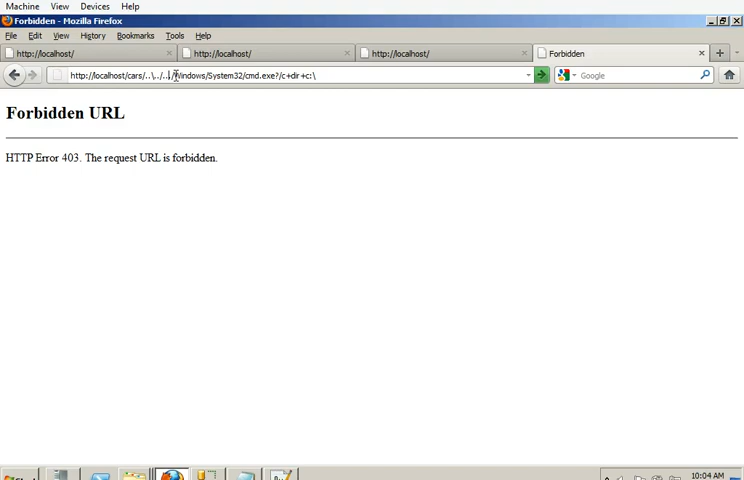 Machine View Devices Help
Forbidden - Mozilla Firefox
File Edit View History Bookmarks Tools Help
http://localhost/ http://localhost/ http://localhost/ Forbidden
http://localhost/cars/..\../../Windows/System32/cmd.exe?/c+dir+c:\ Google
Forbidden URL
HTTP Error 403. The request URL is forbidden.
10:04 AM